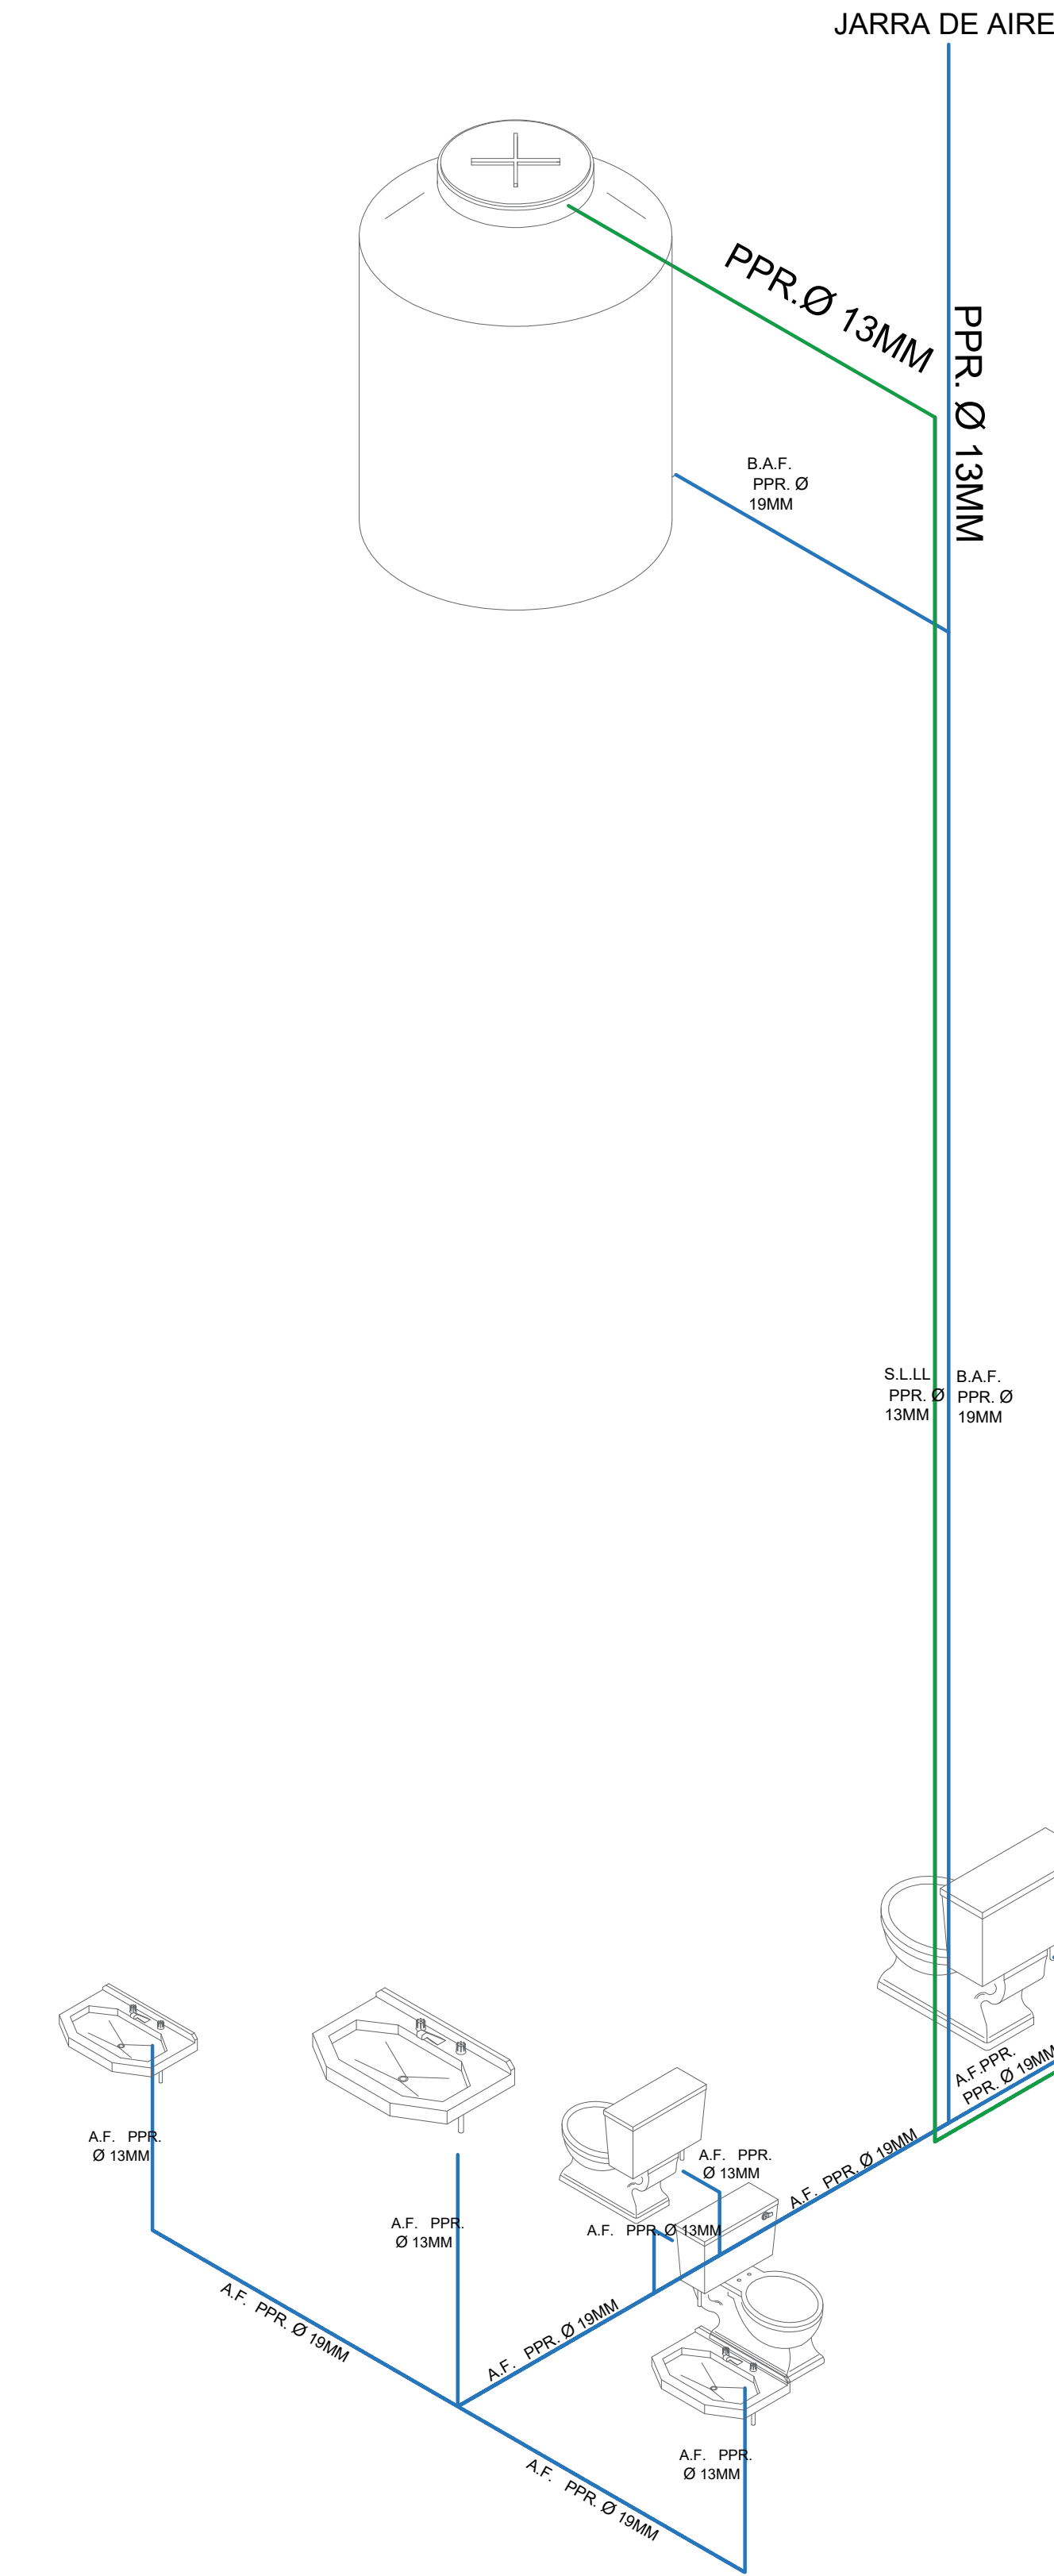 JARRA DE AIRE
PPR.Ø 13MM
PPR. Ø 13MM
B.A.F.
PPR. Ø
19MM
S.L.LL
PPR. Ø
13MM
B.A.F.
PPR. Ø
19MM
A.F.PPR.
PPR. Ø 19MM
A.F. PPR. Ø 19MM
A.F. PPR.
Ø 13MM
A.F. PPR.
Ø 13MM
A.F. PPR.
Ø 13MM
A.F. PPR. Ø 13MM
A.F. PPR. Ø 19MM
A.F. PPR. Ø 19MM
A.F. PPR.
Ø 13MM
A.F. PPR. Ø 19MM